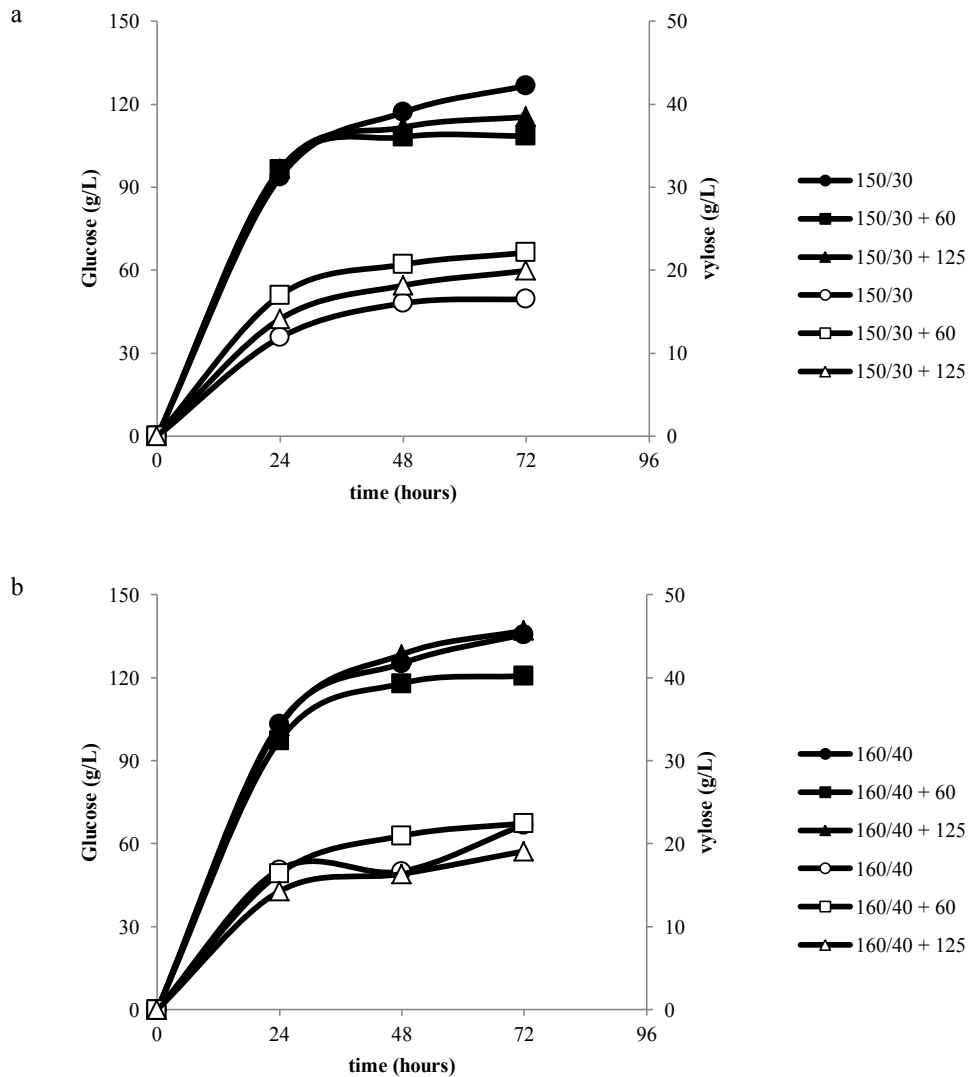 a
150
120
90
60
30
0
Glucose (g/L)
50
40
30
20
10
0
vylose (g/L)
0 24 48 72 96
time (hours)
150/30
150/30 + 60
150/30 + 125
150/30
150/30 + 60
150/30 + 125
b
150
120
90
60
30
0
Glucose (g/L)
50
40
30
20
10
0
vylose (g/L)
0 24 48 72 96
time (hours)
160/40
160/40 + 60
160/40 + 125
160/40
160/40 + 60
160/40 + 125